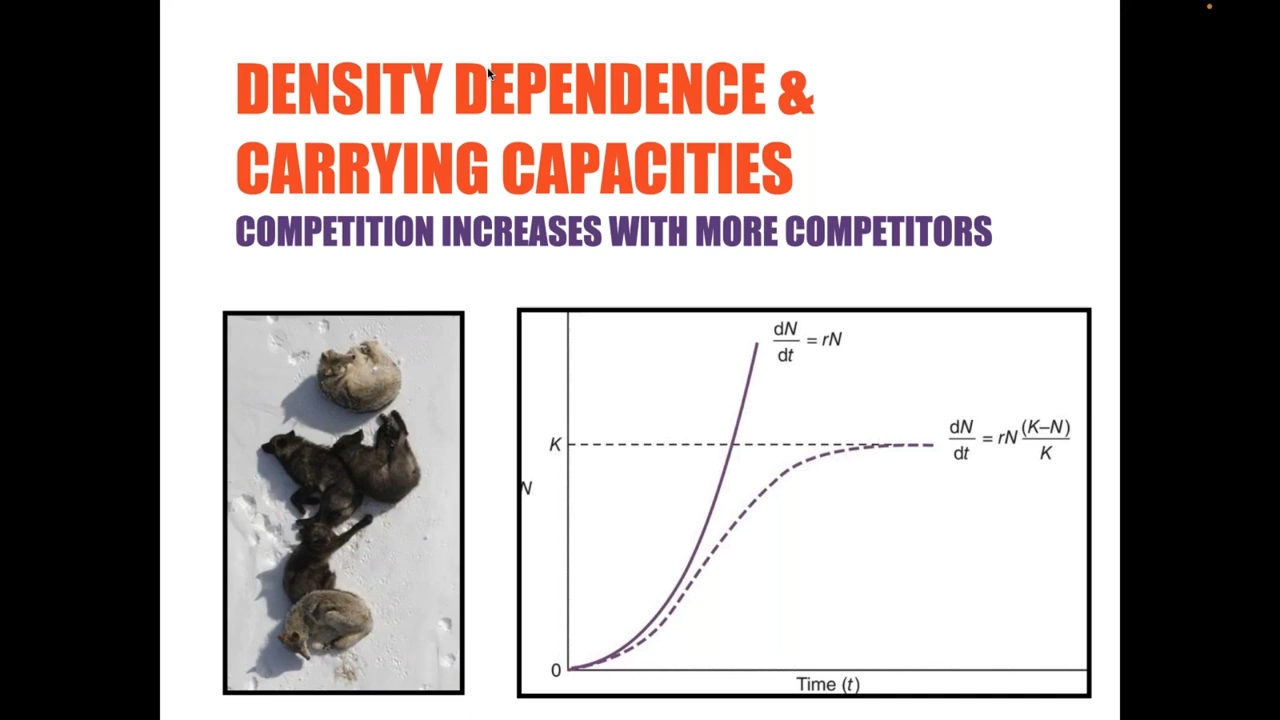 DENSITY DEPENDENCE &
CARRYING CAPACITIES
COMPETITION INCREASES WITH MORE COMPETITORS
dN/dt = rN
K
dN/dt = rN (K–N)/K
N
0
Time (t)